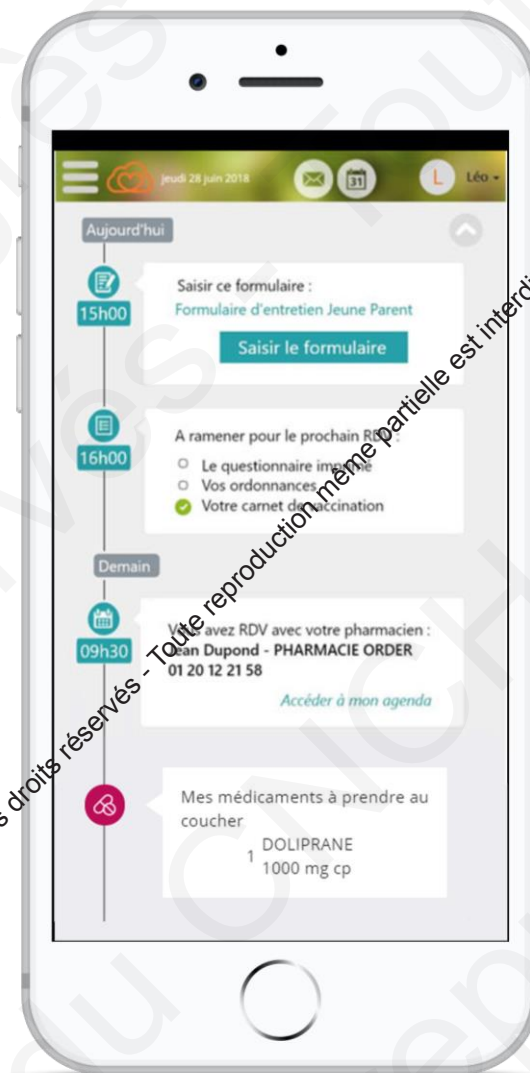 jeudi 28 juin 2018
31
L
Léo
Aujourd'hui
15h00
Saisir ce formulaire :
Formulaire d'entretien Jeune Parent
Saisir le formulaire
16h00
A ramener pour le prochain RDV :
Le questionnaire imprimé
Vos ordonnances
Votre carnet de vaccination
Demain
09h30
Vous avez RDV avec votre pharmacien :
Jean Dupond - PHARMACIE ORDER
01 20 12 21 58
Accéder à mon agenda
Mes médicaments à prendre au
coucher
1 DOLIPRANE
1000 mg cp
droits réservés - Toute reproduction même partielle est interdi